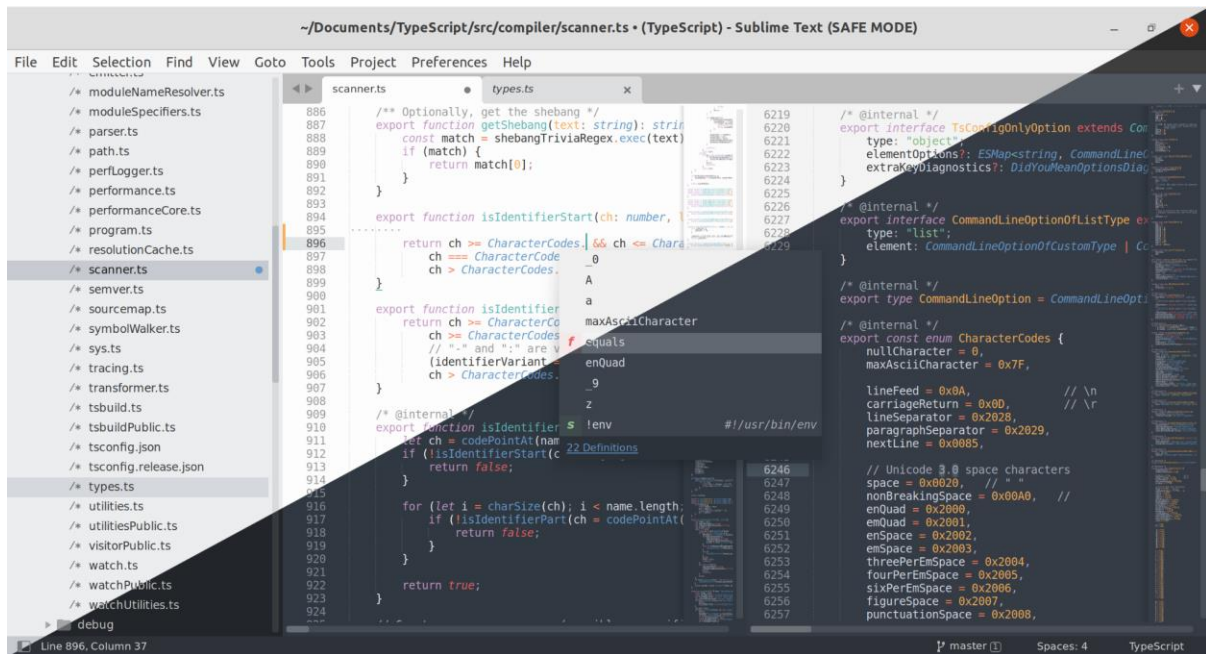 ~/Documents/TypeScript/src/compiler/scanner.ts • (TypeScript) - Sublime Text (SAFE MODE)
File Edit Selection Find View Goto Tools Project Preferences Help
/* moduleNameResolver.ts
/* moduleSpecifiers.ts
/* parser.ts
/* path.ts
/* perfLogger.ts
/* performance.ts
/* performanceCore.ts
/* program.ts
/* resolutionCache.ts
/* scanner.ts
/* semver.ts
/* sourcemap.ts
/* symbolWalker.ts
/* sys.ts
/* tracing.ts
/* transformer.ts
/* tsbuild.ts
/* tsbuildPublic.ts
/* tsconfig.json
/* tsconfig.release.json
/* types.ts
/* utilities.ts
/* utilitiesPublic.ts
/* visitorPublic.ts
/* watch.ts
/* watchPublic.ts
/* watchUtilities.ts
debug
scanner.ts
types.ts
886 /** Optionally, get the shebang */
887 export function getShebang(text: string): strin
888 const match = shebangTriviaRegex.exec(text)
889 if (match) {
890 return match[0];
891 }
892 }
893
894 export function isIdentifierStart(ch: number,
895
896 return ch >= CharacterCodes. && ch <= Chara
897 ch === CharacterCode
898 ch > CharacterCodes.
899 }
900
901 export function isIdentifier
902 return ch >= CharacterCo
903 ch >= CharacterCodes
904 // "-" and ":" are v
905 (identifierVariant =
906 ch > CharacterCodes.
907 }
908
909 /* @internal */
910 export function isIdentifier
911 let ch = codePointAt(nam
912 if (!isIdentifierStart(c
913 return false;
914 }
915
916 for (let i = charSize(ch); i < name.length;
917 if (!isIdentifierPart(ch = codePointAt(
918 return false;
919 }
920 }
921
922 return true;
923 }
924
_0
A
a
maxAsciiCharacter
f equals
enQuad
_9
z
s !env #!/usr/bin/env
22 Definitions
6219 /* @internal */
6220 export interface TsConfigOnlyOption extends Com
6221 type: "object";
6222 elementOptions?: ESMap<string, CommandLineO
6223 extraKeyDiagnostics?: DidYouMeanOptionsDiag
6224 }
6225
6226 /* @internal */
6227 export interface CommandLineOptionOfListType ex
6228 type: "list";
6229 element: CommandLineOptionOfCustomType | Co
}
/* @internal */
export type CommandLineOption = CommandLineOpti
/* @internal */
export const enum CharacterCodes {
nullCharacter = 0,
maxAsciiCharacter = 0x7F,
lineFeed = 0x0A, // \n
carriageReturn = 0x0D, // \r
lineSeparator = 0x2028,
paragraphSeparator = 0x2029,
nextLine = 0x0085,
6246 // Unicode 3.0 space characters
6247 space = 0x0020, // " "
6248 nonBreakingSpace = 0x00A0, //
6249 enQuad = 0x2000,
6250 emQuad = 0x2001,
6251 enSpace = 0x2002,
6252 emSpace = 0x2003,
6253 threePerEmSpace = 0x2004,
6254 fourPerEmSpace = 0x2005,
6255 sixPerEmSpace = 0x2006,
6256 figureSpace = 0x2007,
6257 punctuationSpace = 0x2008,
Line 896, Column 37
master 1 Spaces: 4 TypeScript